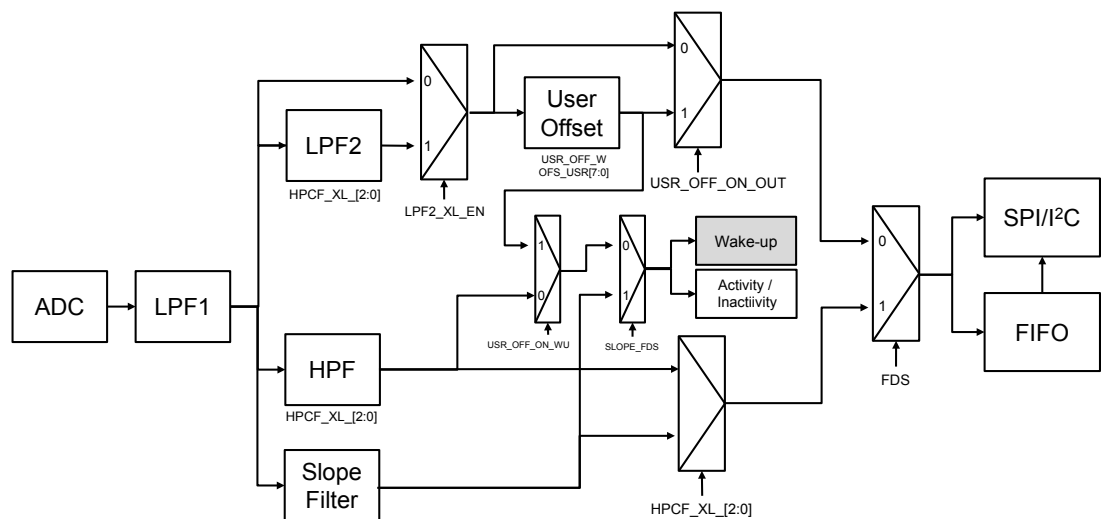 0
1
User
Offset
USR_OFF_W
OFS_USR[7:0]
0
1
LPF2
HPCF_XL_[2:0]
LPF2_XL_EN
USR_OFF_ON_OUT
1
0
USR_OFF_ON_WU
0
1
SLOPE_FDS
Wake-up
Activity /
Inactiivity
0
1
FDS
SPI/I²C
FIFO
ADC
LPF1
HPF
HPCF_XL_[2:0]
Slope
Filter
HPCF_XL_[2:0]